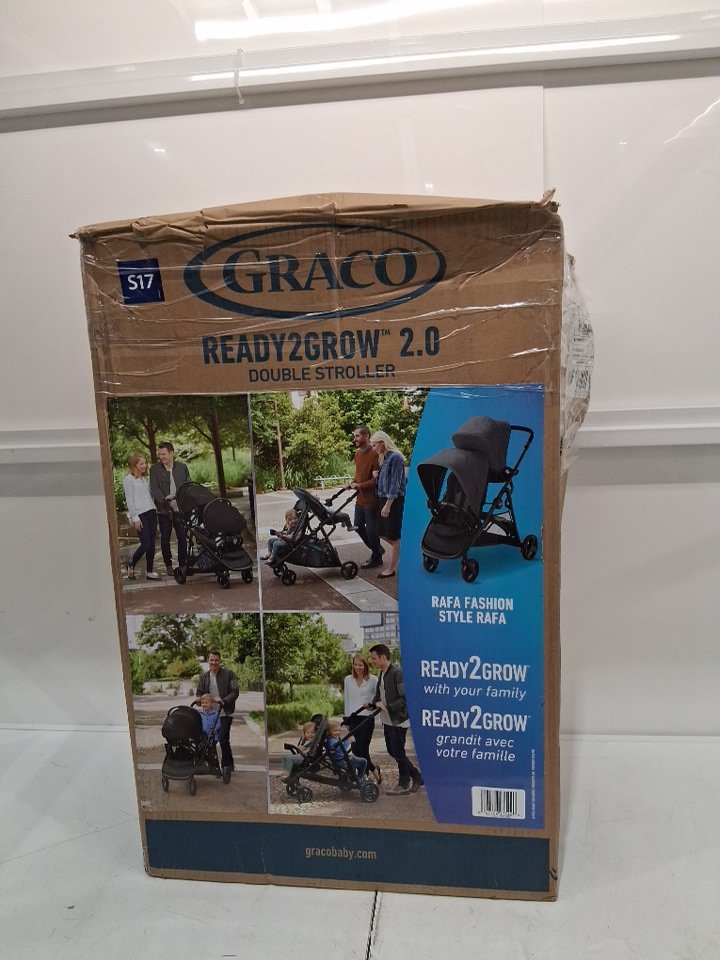 S17
GRACO
READY2GROW™ 2.0
DOUBLE STROLLER
RAFA FASHION
STYLE RAFA
READY2GROW™
with your family
READY2GROW™
grandit avec
votre famille
gracobaby.com